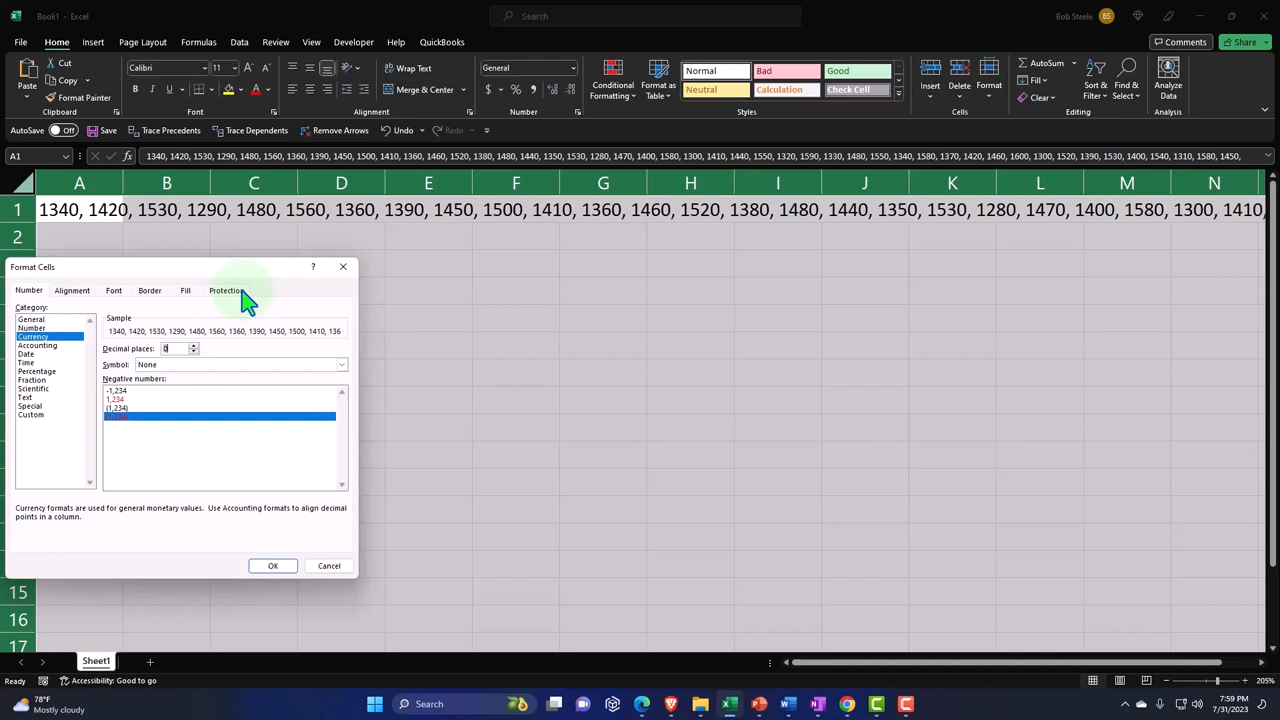 Book1 - Excel
Search
Bob Steele BS
File Home Insert Page Layout Formulas Data Review View Developer Help QuickBooks
Comments Share
Paste Cut Copy Format Painter
Clipboard
Calibri 11
B I U
Font
Wrap Text
Merge & Center
Alignment
General
$ % 9
Number
Conditional Formatting
Format as Table
Normal Bad Good
Neutral Calculation Check Cell
Styles
Insert Delete Format
Cells
AutoSum
Fill
Clear
Sort & Filter
Find & Select
Editing
Analyze Data
Analysis
AutoSave Off Save Trace Precedents Trace Dependents Remove Arrows Undo Redo
A1 fx 1340, 1420, 1530, 1290, 1480, 1560, 1360, 1390, 1450, 1500, 1410, 1360, 1460, 1520, 1380, 1480, 1440, 1350, 1530, 1280, 1470, 1400, 1580, 1300, 1410, 1440, 1550, 1320, 1590, 1330, 1480, 1550, 1340, 1580, 1370, 1420, 1460, 1600, 1320, 1390, 1530, 1400, 1540, 1310, 1580, 1450,
A B C D E F G H I J K L M N
1 1340, 1420, 1530, 1290, 1480, 1560, 1360, 1390, 1450, 1500, 1410, 1360, 1460, 1520, 1380, 1480, 1440, 1350, 1530, 1280, 1470, 1400, 1580, 1300, 1410,
2
Format Cells ?
Number Alignment Font Border Fill Protection
Category:
General
Number
Currency
Accounting
Date
Time
Percentage
Fraction
Scientific
Text
Special
Custom
Sample
1340, 1420, 1530, 1290, 1480, 1560, 1360, 1390, 1450, 1500, 1410, 136
Decimal places: 0
Symbol: None
Negative numbers:
-1,234
1,234
(1,234)
(1,234)
Currency formats are used for general monetary values. Use Accounting formats to align decimal
points in a column.
OK Cancel
15
16
17
Sheet1
Ready Accessibility: Good to go 205%
78°F
Mostly cloudy
Search
7:59 PM
7/31/2023